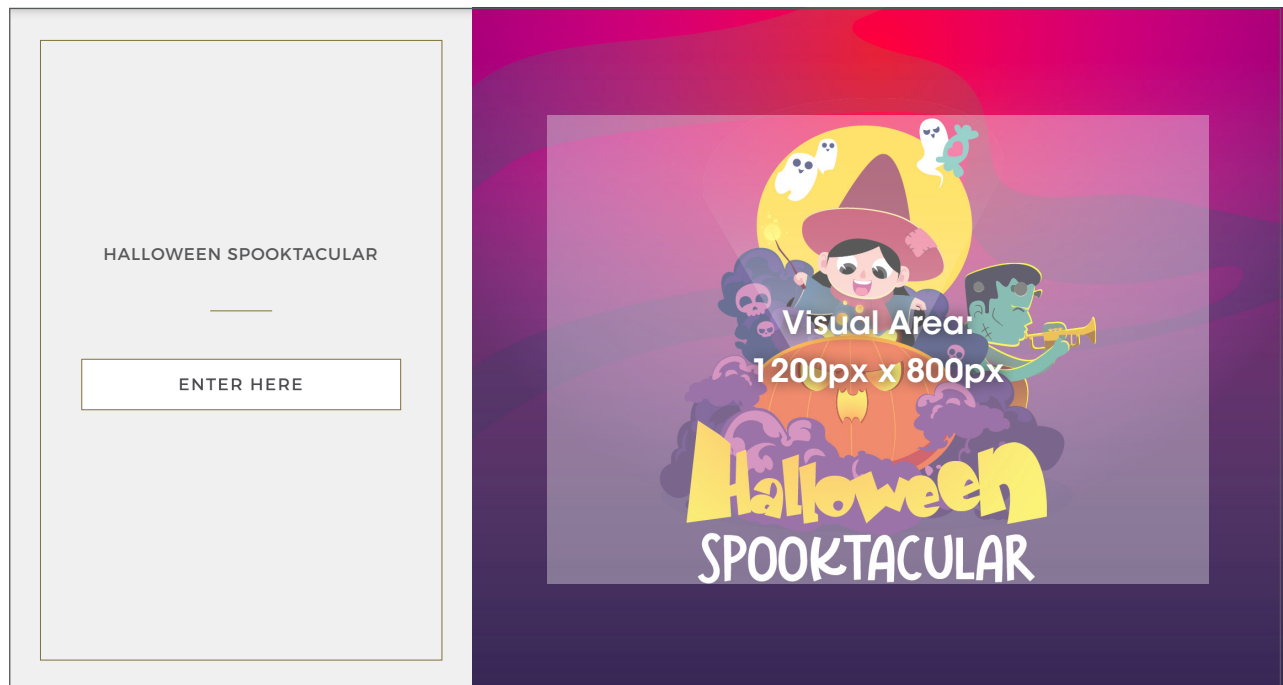 HALLOWEEN SPOOKTACULAR
ENTER HERE
Visual Area:
1200px x 800px
Halloween
SPOOKTACULAR